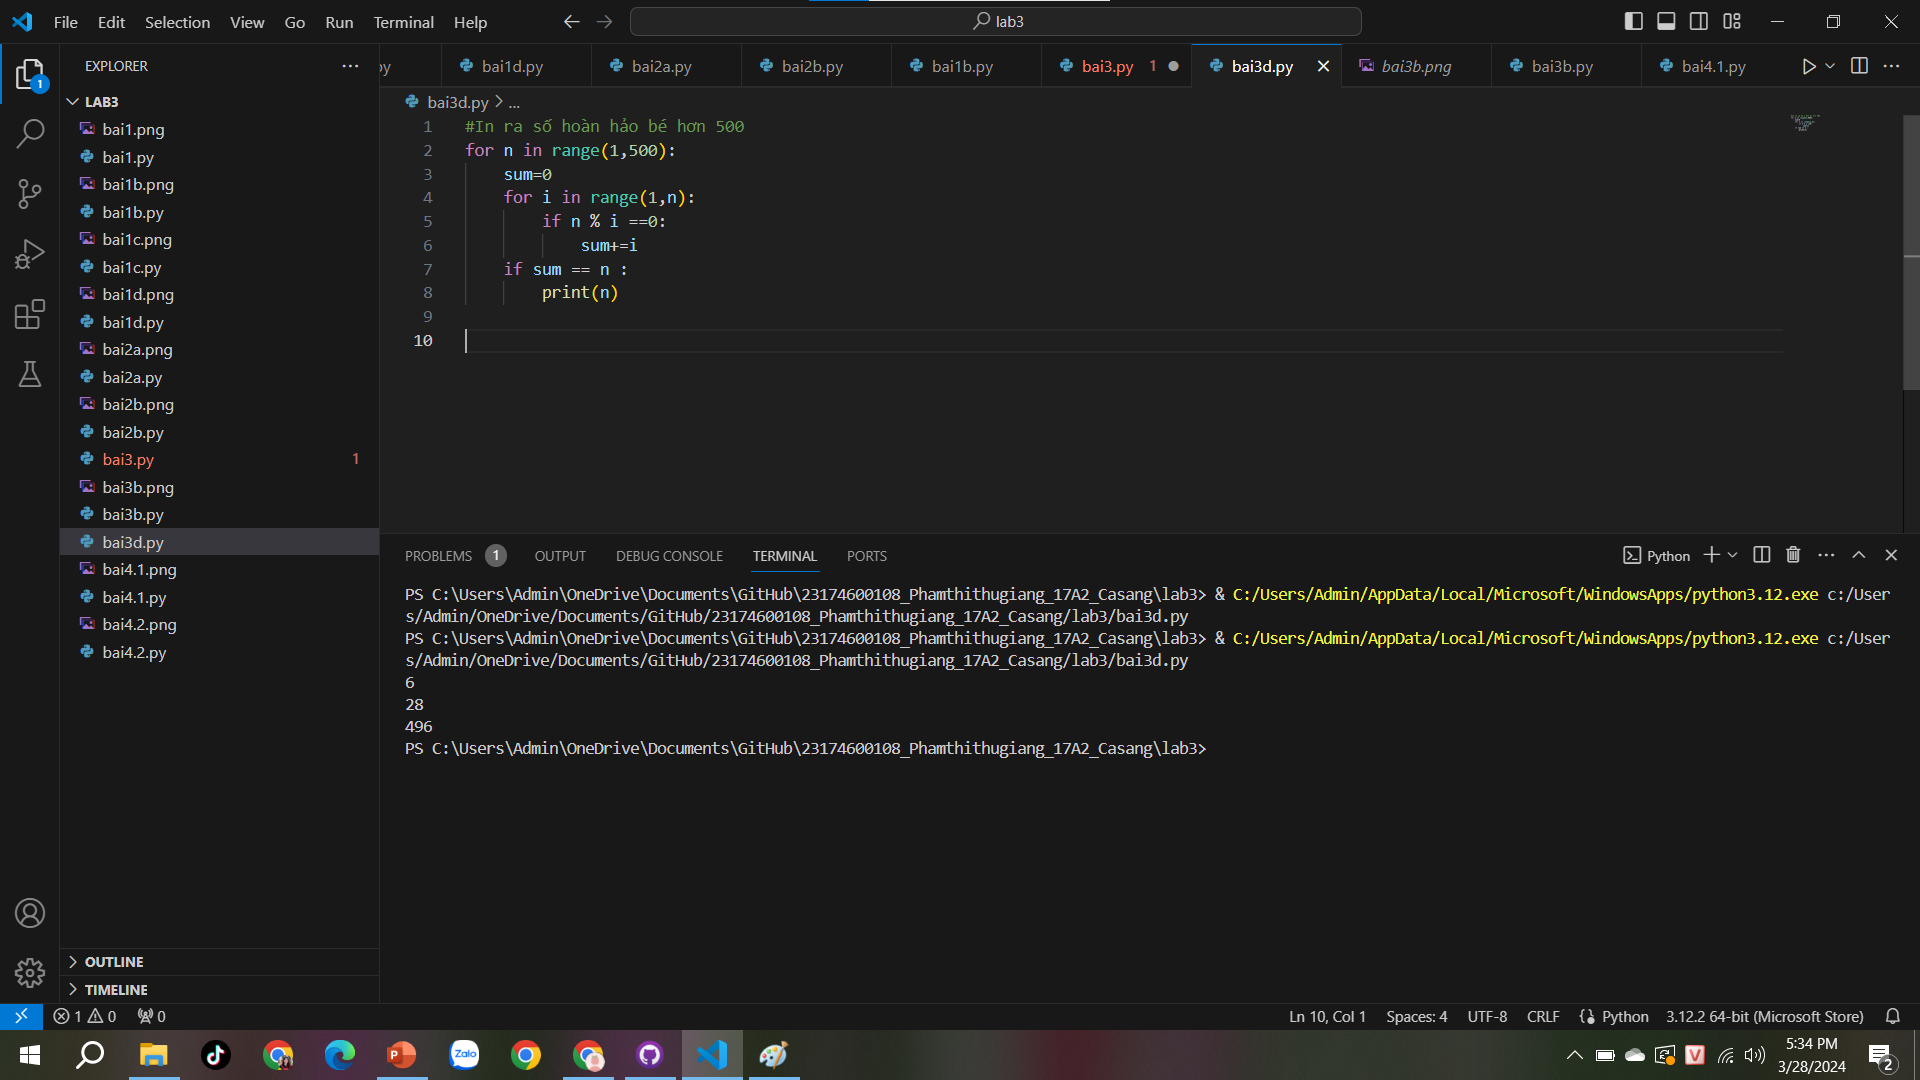 File Edit Selection View Go Run Terminal Help
lab3
EXPLORER
LAB3
bai1.png
bai1.py
bai1b.png
bai1b.py
bai1c.png
bai1c.py
bai1d.png
bai1d.py
bai2a.png
bai2a.py
bai2b.png
bai2b.py
bai3.py 1
bai3b.png
bai3b.py
bai3d.py
bai4.1.png
bai4.1.py
bai4.2.png
bai4.2.py
OUTLINE
TIMELINE
1
py bai1d.py bai2a.py bai2b.py bai1b.py bai3.py 1 bai3d.py bai3b.png bai3b.py bai4.1.py
bai3d.py > ...
1 #In ra số hoàn hảo bé hơn 500
2 for n in range(1,500):
3 sum=0
4 for i in range(1,n):
5 if n % i ==0:
6 sum+=i
7 if sum == n :
8 print(n)
9
10
PROBLEMS 1 OUTPUT DEBUG CONSOLE TERMINAL PORTS
Python
PS C:\Users\Admin\OneDrive\Documents\GitHub\23174600108_Phamthithugiang_17A2_Casang\lab3> & C:/Users/Admin/AppData/Local/Microsoft/WindowsApps/python3.12.exe c:/User
s/Admin/OneDrive/Documents/GitHub/23174600108_Phamthithugiang_17A2_Casang/lab3/bai3d.py
PS C:\Users\Admin\OneDrive\Documents\GitHub\23174600108_Phamthithugiang_17A2_Casang\lab3> & C:/Users/Admin/AppData/Local/Microsoft/WindowsApps/python3.12.exe c:/User
s/Admin/OneDrive/Documents/GitHub/23174600108_Phamthithugiang_17A2_Casang/lab3/bai3d.py
6
28
496
PS C:\Users\Admin\OneDrive\Documents\GitHub\23174600108_Phamthithugiang_17A2_Casang\lab3>
1 0 0
Ln 10, Col 1 Spaces: 4 UTF-8 CRLF Python 3.12.2 64-bit (Microsoft Store)
Zalo
V
5:34 PM
3/28/2024
2